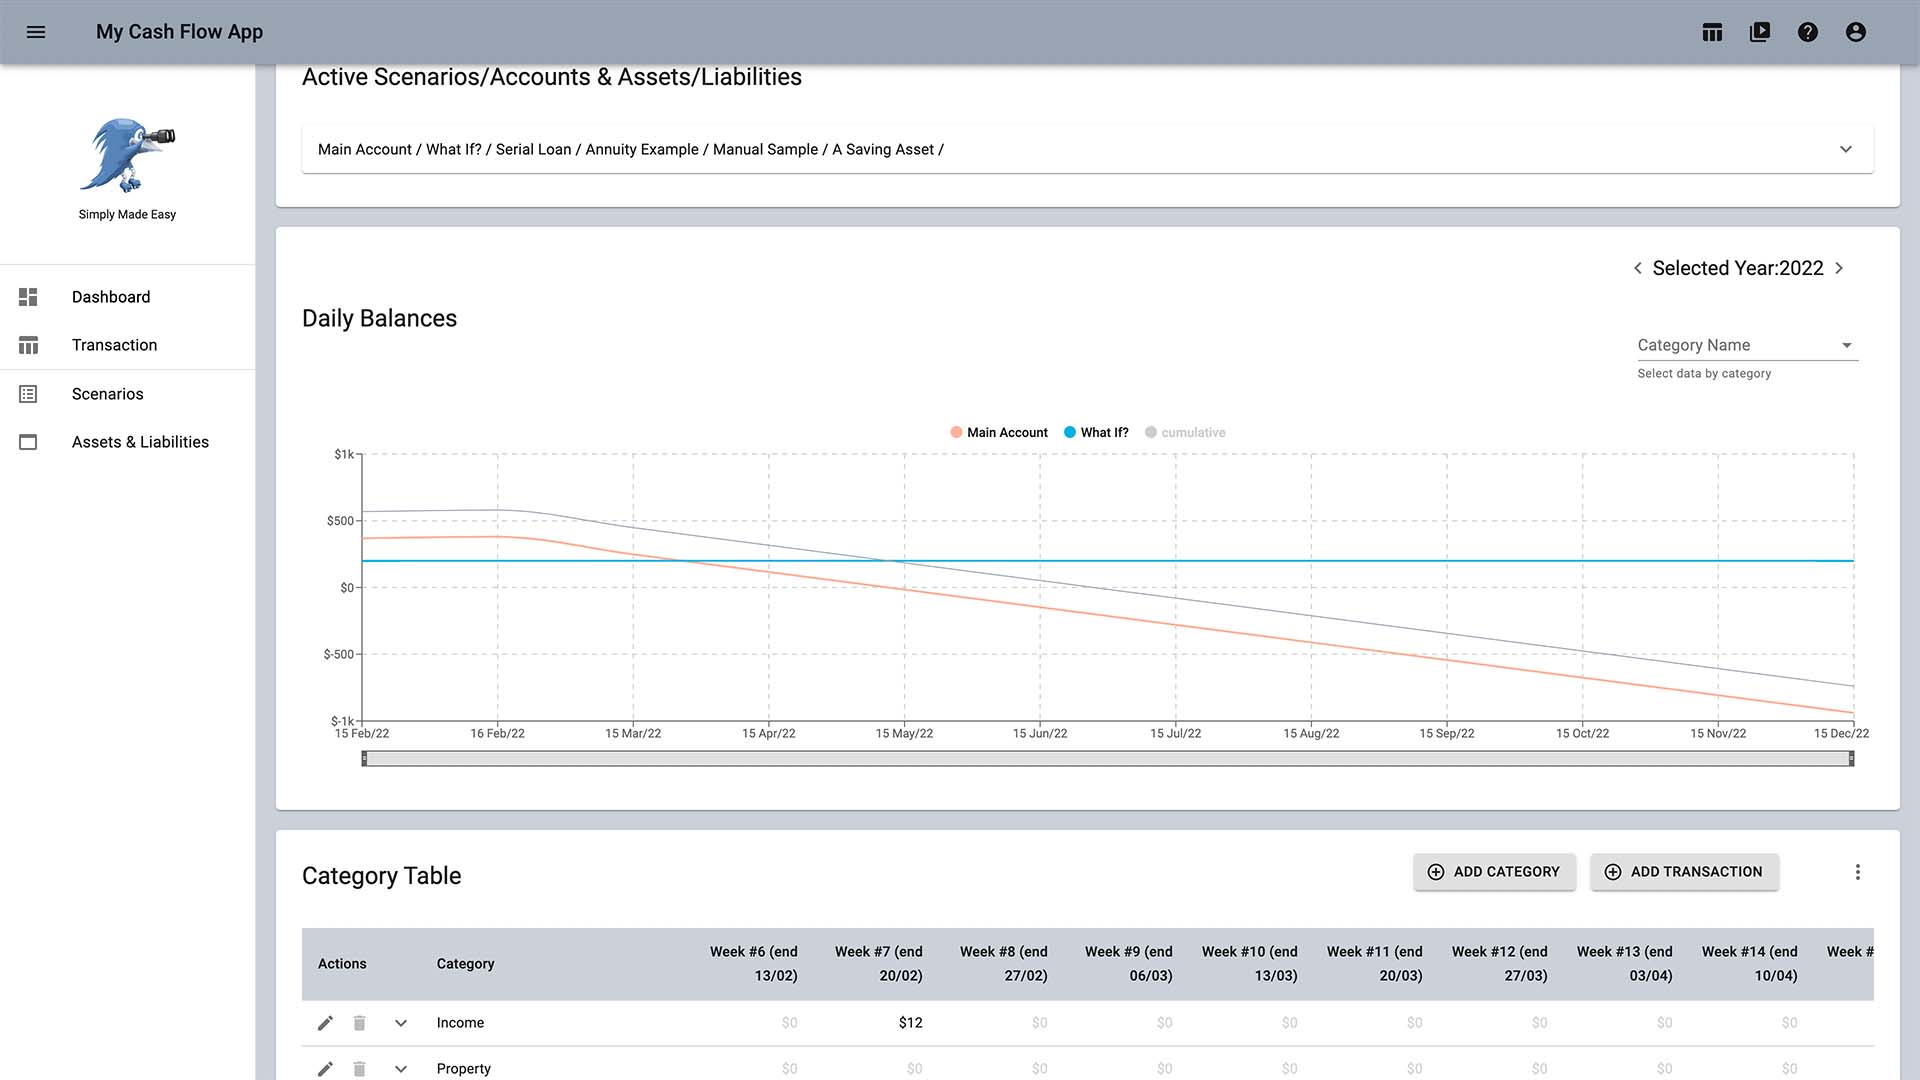 My Cash Flow App
Active Scenarios/Accounts & Assets/Liabilities
Main Account / What If? / Serial Loan / Annuity Example / Manual Sample / A Saving Asset /
Simply Made Easy
Dashboard
Transaction
Scenarios
Assets & Liabilities
Selected Year:2022
Daily Balances
Category Name
Select data by category
Main Account What If? cumulative
$1k
$500
$0
$-500
$-1k
15 Feb/22 16 Feb/22 15 Mar/22 15 Apr/22 15 May/22 15 Jun/22 15 Jul/22 15 Aug/22 15 Sep/22 15 Oct/22 15 Nov/22 15 Dec/22
Category Table
ADD CATEGORY
ADD TRANSACTION
Actions Category Week #6 (end 13/02) Week #7 (end 20/02) Week #8 (end 27/02) Week #9 (end 06/03) Week #10 (end 13/03) Week #11 (end 20/03) Week #12 (end 27/03) Week #13 (end 03/04) Week #14 (end 10/04) Week #
Income $0 $12 $0 $0 $0 $0 $0 $0 $0
Property $0 $0 $0 $0 $0 $0 $0 $0 $0